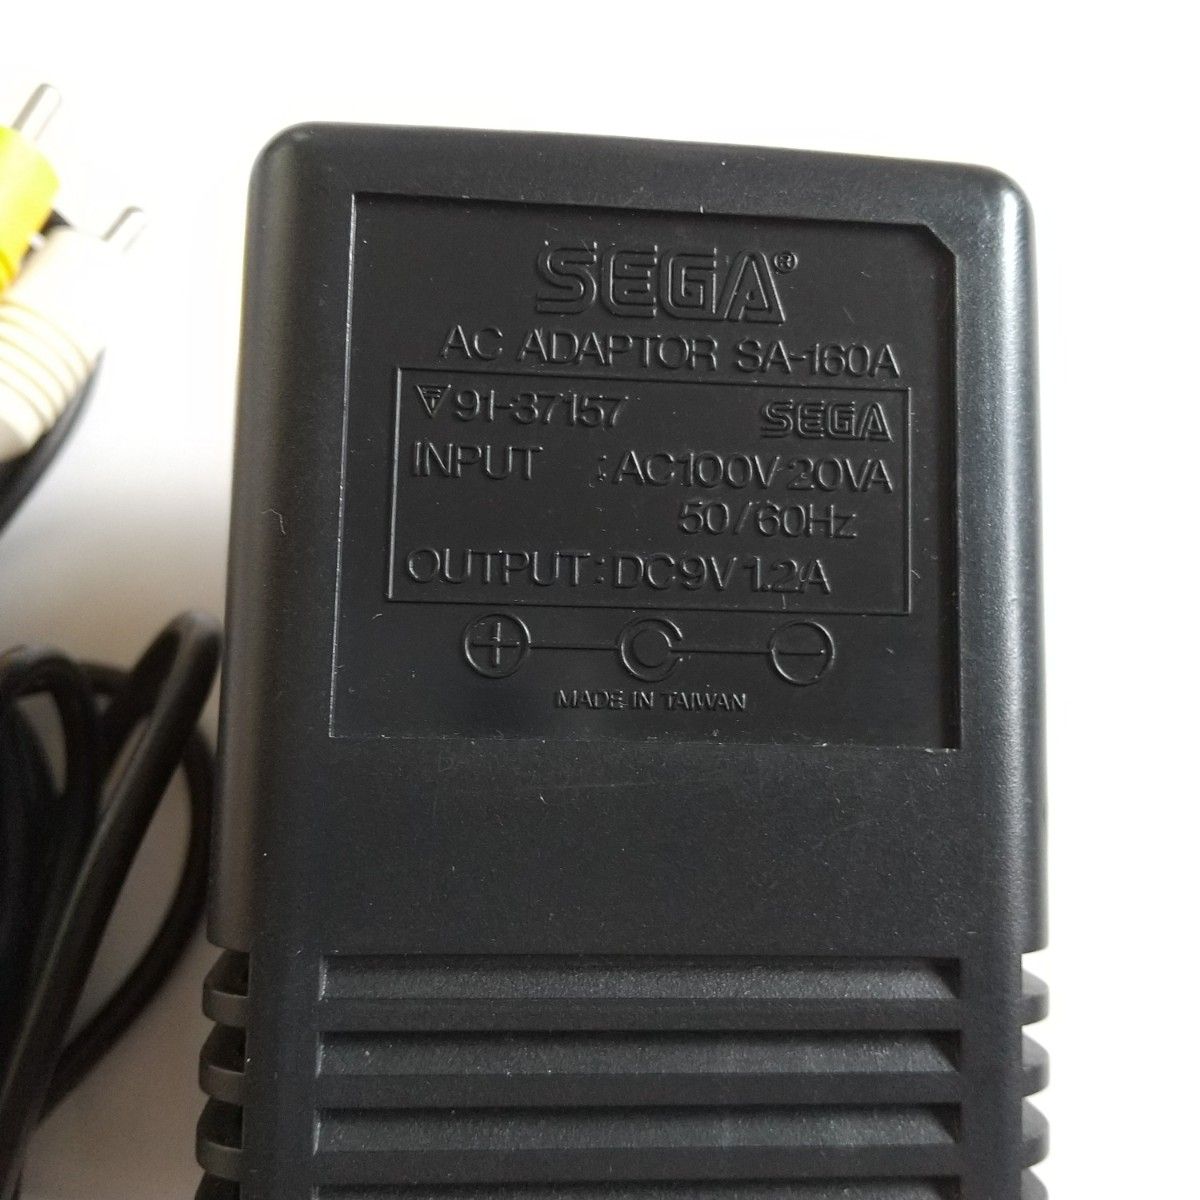 SEGA®
AC ADAPTOR SA-160A
91-37157 SEGA
INPUT : AC100V 20VA
50/60Hz
OUTPUT : DC9V 1.2A
MADE IN TAIWAN